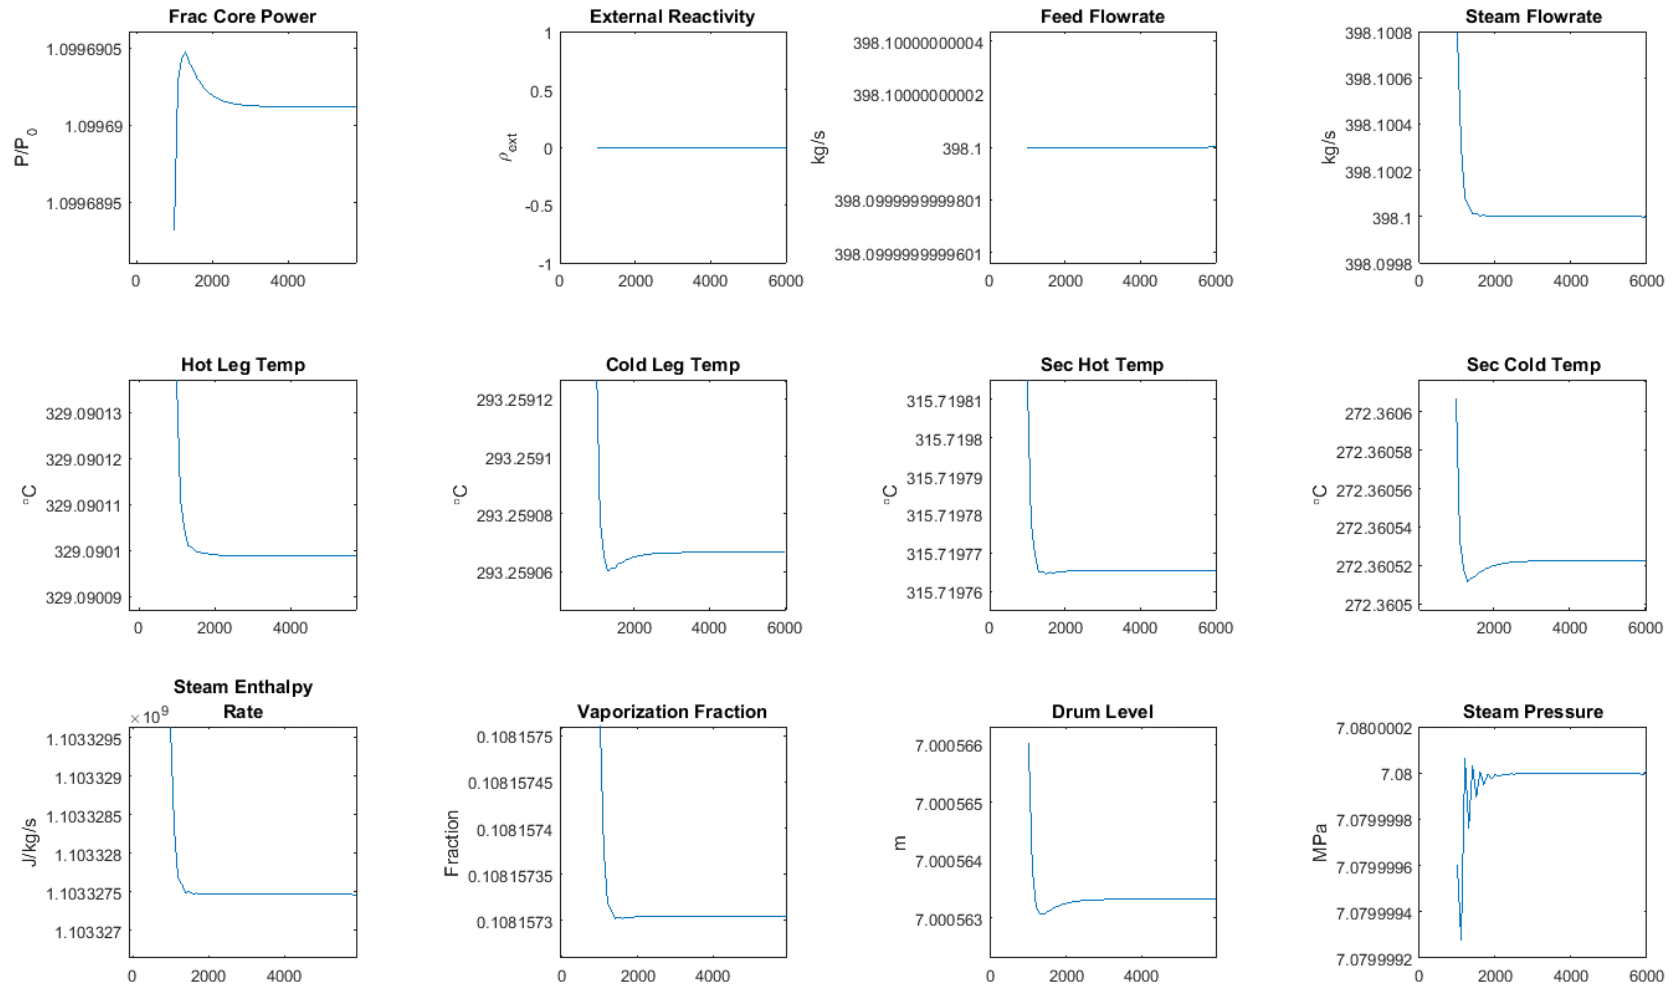 Frac Core Power
1.0996905
1.09969
1.0996895
P/P0
0 2000 4000
External Reactivity
1
0.5
0
-0.5
-1
ρext
0 2000 4000 6000
Feed Flowrate
398.10000000004
398.10000000002
398.1
398.0999999999801
398.0999999999601
kg/s
0 2000 4000 6000
Steam Flowrate
398.1008
398.1006
398.1004
398.1002
398.1
398.0998
kg/s
0 2000 4000 6000
Hot Leg Temp
329.09013
329.09012
329.09011
329.0901
329.09009
°C
0 2000 4000
Cold Leg Temp
293.25912
293.2591
293.25908
293.25906
°C
2000 4000 6000
Sec Hot Temp
315.71981
315.7198
315.71979
315.71978
315.71977
315.71976
°C
0 2000 4000 6000
Sec Cold Temp
272.3606
272.36058
272.36056
272.36054
272.36052
272.3605
°C
2000 4000 6000
Steam Enthalpy
Rate
×10^9
1.1033295
1.103329
1.1033285
1.103328
1.1033275
1.103327
J/kg/s
0 2000 4000
Vaporization Fraction
0.1081575
0.10815745
0.1081574
0.10815735
0.1081573
Fraction
0 2000 4000
Drum Level
7.000566
7.000565
7.000564
7.000563
m
0 2000 4000
Steam Pressure
7.0800002
7.08
7.0799998
7.0799996
7.0799994
7.0799992
MPa
0 2000 4000 6000